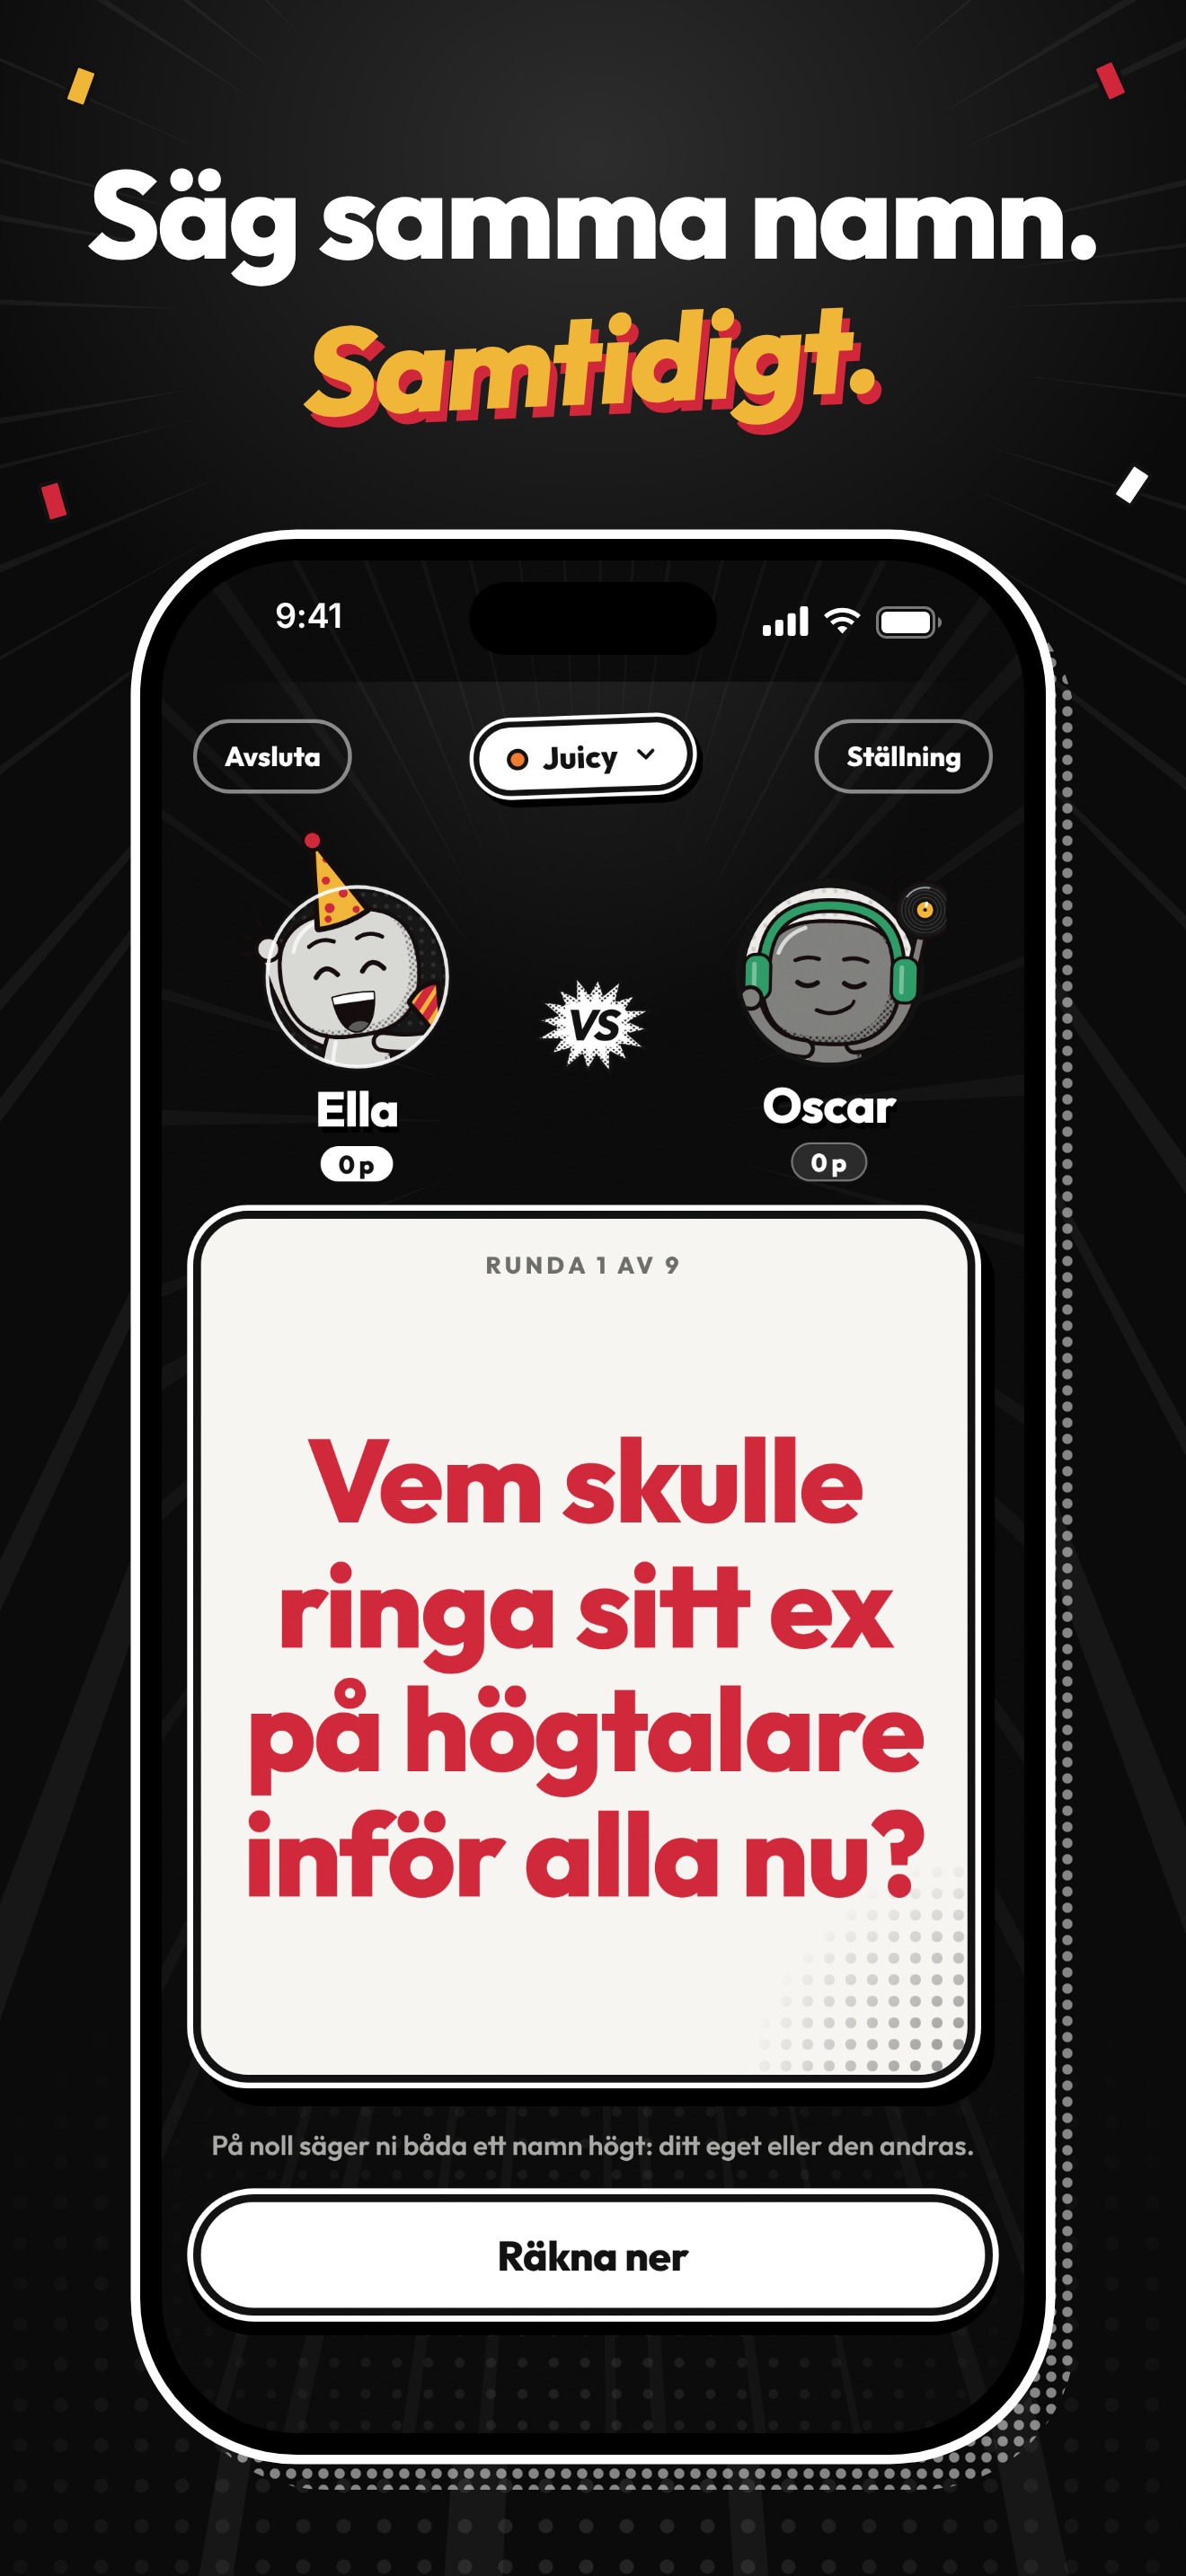 Säg samma namn.
Samtidigt.
9:41
Avsluta
Juicy
Ställning
VS
Ella
Oscar
0 p
0 p
RUNDA 1 AV 9
Vem skulle
ringa sitt ex
på högtalare
inför alla nu?
På noll säger ni båda ett namn högt: ditt eget eller den andras.
Räkna ner